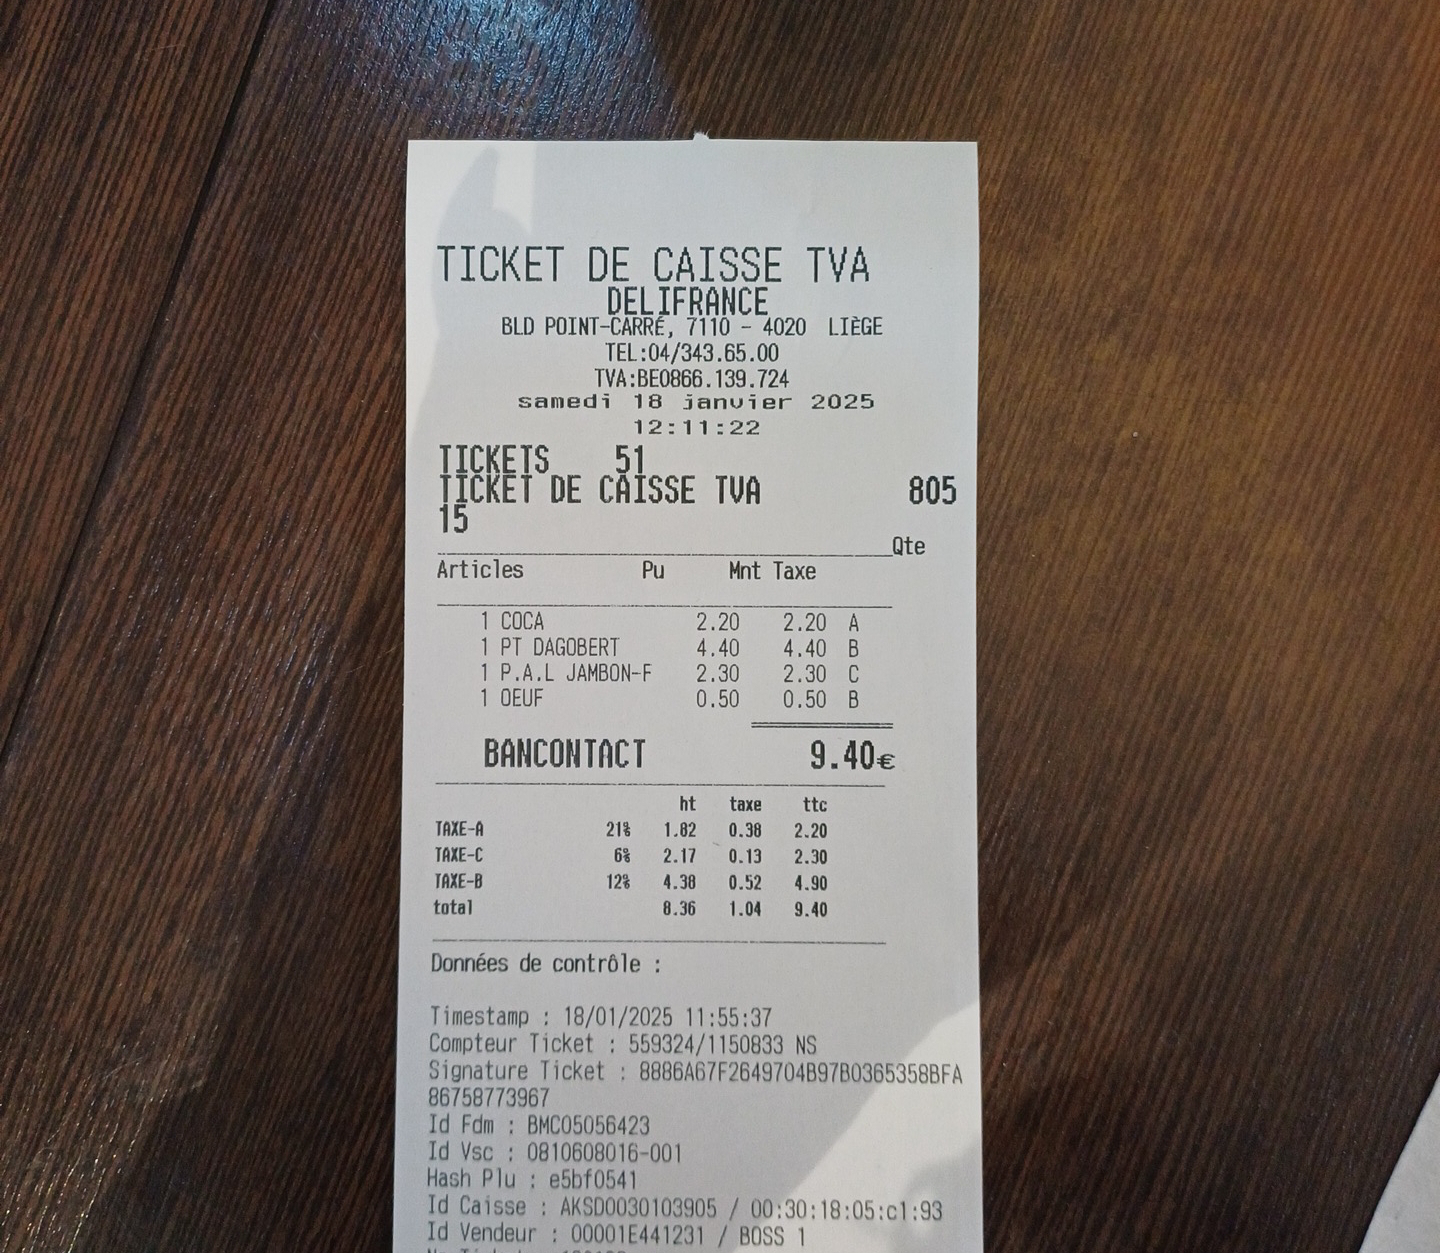 TICKET DE CAISSE TVA
DELIFRANCE
BLD POINT-CARRÉ, 7110 - 4020 LIÈGE
TEL:04/343.65.00
TVA:BE0866.139.724
samedi 18 janvier 2025
12:11:22
TICKETS 51
TICKET DE CAISSE TVA 805
15
Qte
Articles Pu Mnt Taxe
1 COCA 2.20 2.20 A
1 PT DAGOBERT 4.40 4.40 B
1 P.A.L JAMBON-F 2.30 2.30 C
1 OEUF 0.50 0.50 B
BANCONTACT 9.40€
ht taxe ttc
TAXE-A 21% 1.82 0.38 2.20
TAXE-C 6% 2.17 0.13 2.30
TAXE-B 12% 4.38 0.52 4.90
total 8.36 1.04 9.40
Données de contrôle :
Timestamp : 18/01/2025 11:55:37
Compteur Ticket : 559324/1150833 NS
Signature Ticket : 8886A67F2649704B97B0365358BFA
86758773967
Id Fdm : BMC05056423
Id Vsc : 0810608016-001
Hash Plu : e5bf0541
Id Caisse : AKSD0030103905 / 00:30:18:05:c1:93
Id Vendeur : 00001E441231 / BOSS 1